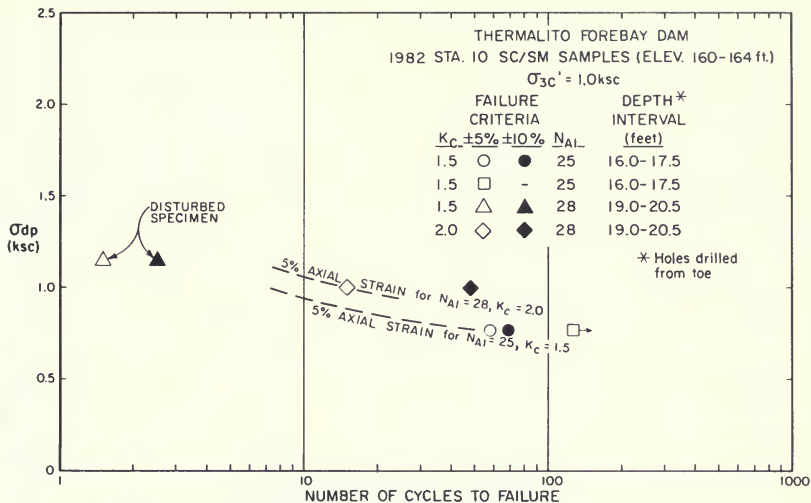 THERMALITO FOREBAY DAM
1982 STA. 10 SC/SM SAMPLES (ELEV. 160-164 ft.)
σ3c' = 1.0 ksc
FAILURE CRITERIA
DEPTH * INTERVAL (feet)
Kc ±5% ±10% NAI
1.5 ○ ● 25 16.0-17.5
1.5 □ - 25 16.0-17.5
1.5 △ ▲ 28 19.0-20.5
2.0 ◇ ◆ 28 19.0-20.5
* Holes drilled
from toe
DISTURBED
SPECIMEN
5% AXIAL STRAIN for NAI = 28, Kc = 2.0
5% AXIAL STRAIN for NAI = 25, Kc = 1.5
σdp
(ksc)
2.5
2.0
1.5
1.0
0.5
0
1 10 100 1000
NUMBER OF CYCLES TO FAILURE